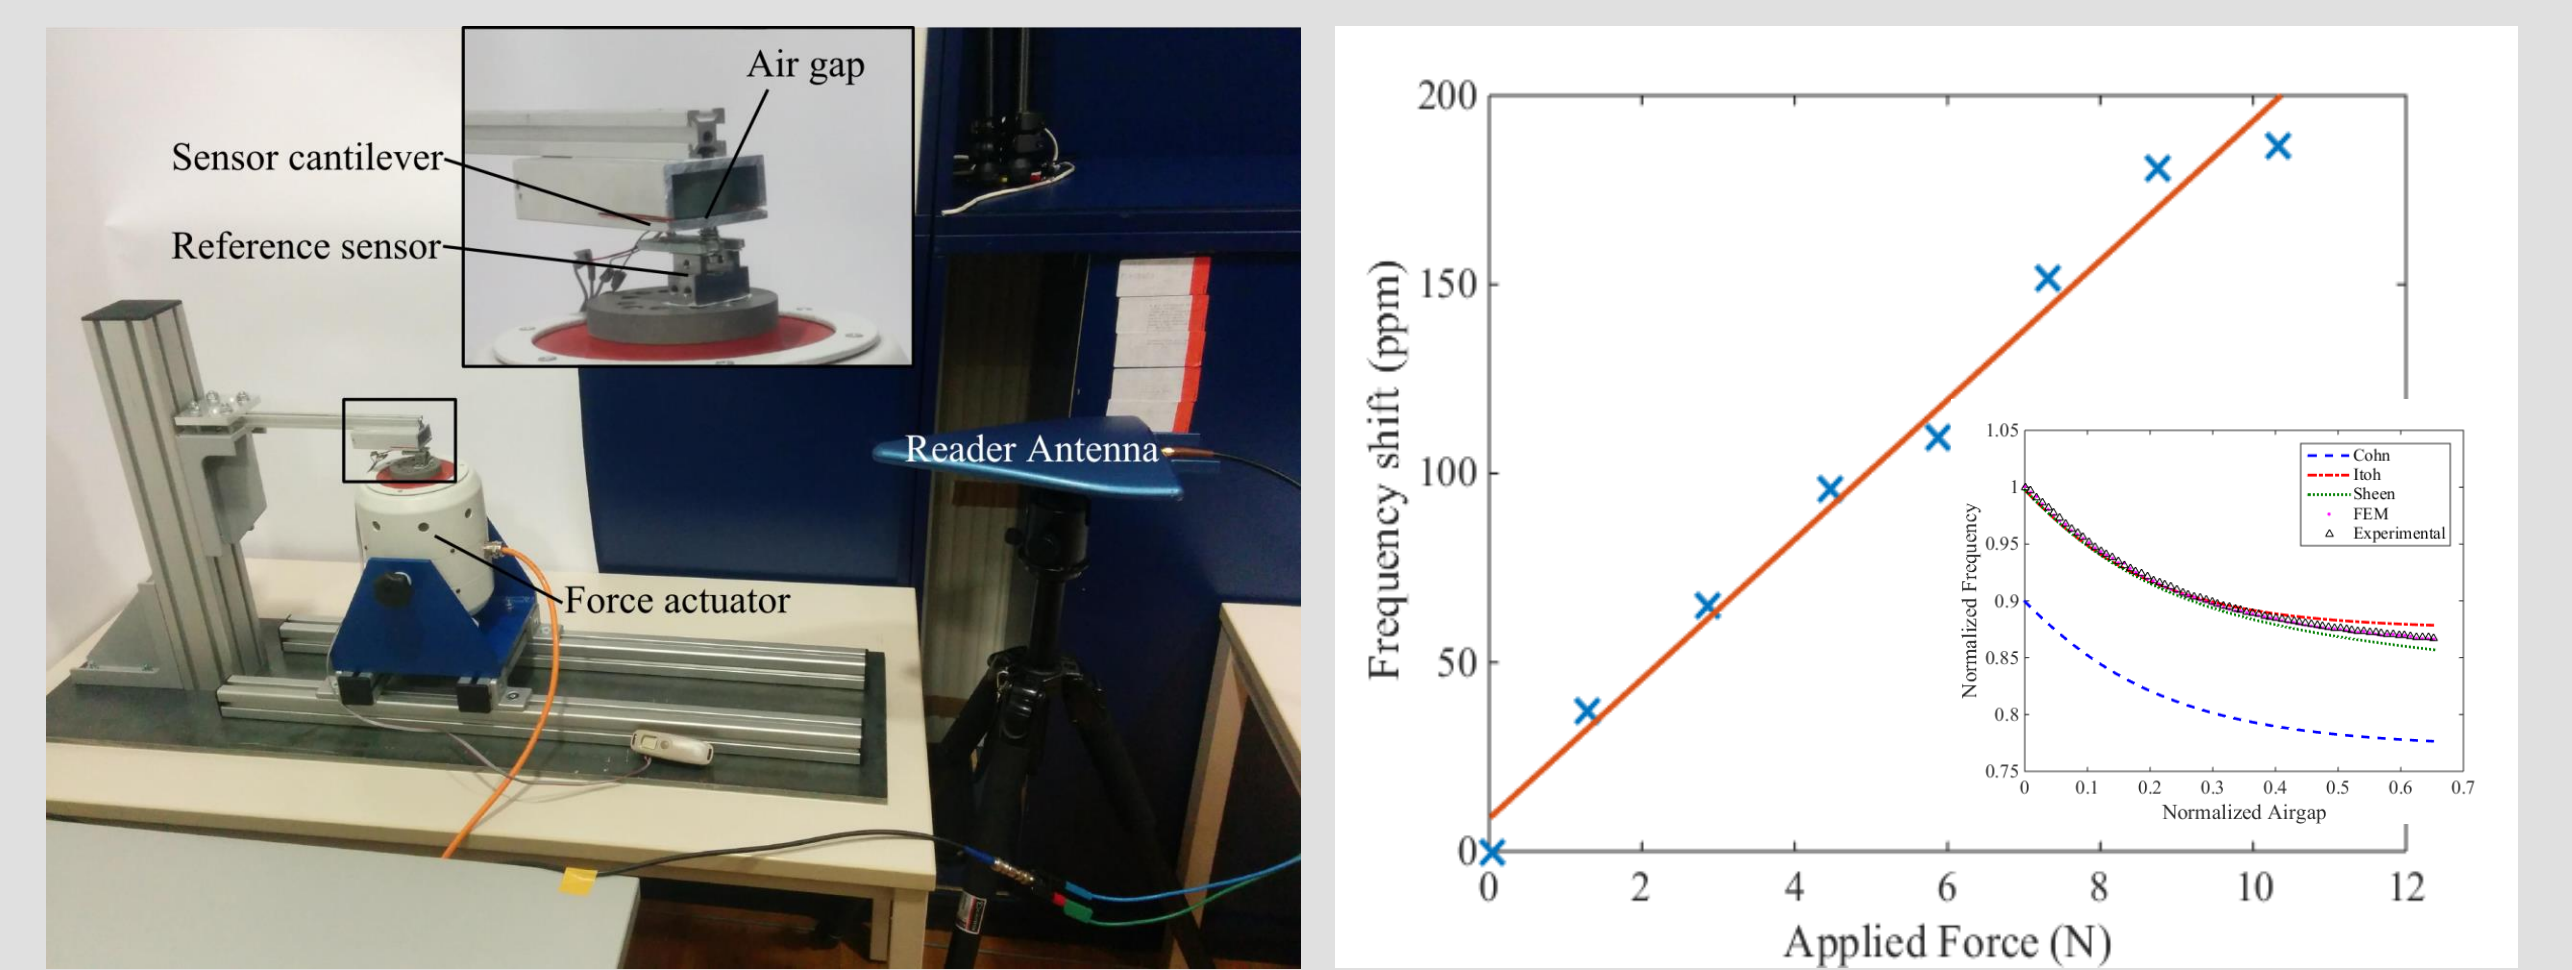 Air gap
Sensor cantilever
Reference sensor
Reader Antenna
Force actuator
200
150
100
50
0
0 2 4 6 8 10 12
Frequency shift (ppm)
Applied Force (N)
1.05
1
0.95
0.9
0.85
0.8
0.75
0 0.1 0.2 0.3 0.4 0.5 0.6 0.7
Normalized Frequency
Normalized Airgap
Cohn
Itoh
Sheen
FEM
Experimental